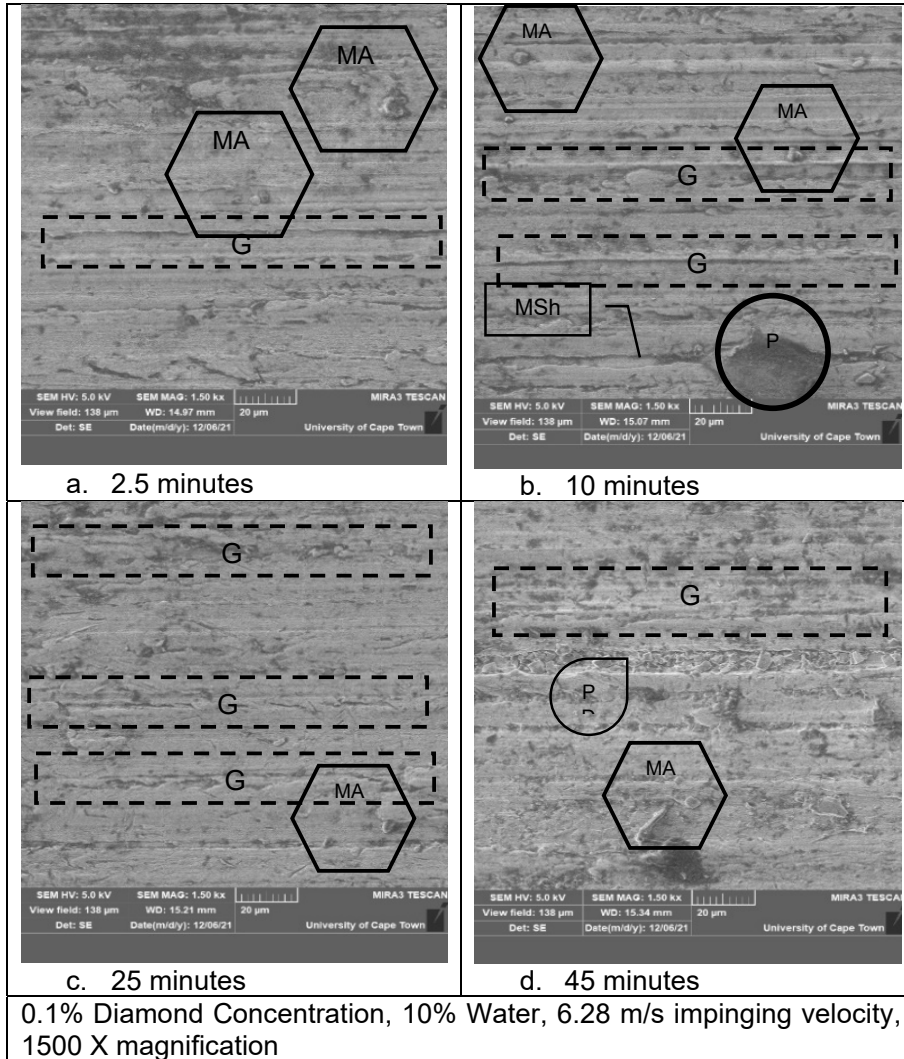 MA
MA
G
SEM HV: 5.0 kV SEM MAG: 1.50 kx MIRA3 TESCAN
View field: 138 µm WD: 14.97 mm 20 µm
Det: SE Date(m/d/y): 12/06/21 University of Cape Town
a. 2.5 minutes
MA
MA
G
G
MSh
P
SEM HV: 5.0 kV SEM MAG: 1.50 kx MIRA3 TESCAN
View field: 138 µm WD: 15.07 mm 20 µm
Det: SE Date(m/d/y): 12/06/21 University of Cape Town
b. 10 minutes
G
G
G
MA
SEM HV: 5.0 kV SEM MAG: 1.50 kx MIRA3 TESCAN
View field: 138 µm WD: 15.21 mm 20 µm
Det: SE Date(m/d/y): 12/06/21 University of Cape Town
c. 25 minutes
G
P
MA
SEM HV: 5.0 kV SEM MAG: 1.50 kx MIRA3 TESCAN
View field: 138 µm WD: 15.34 mm 20 µm
Det: SE Date(m/d/y): 12/06/21 University of Cape Town
d. 45 minutes
0.1% Diamond Concentration, 10% Water, 6.28 m/s impinging velocity,
1500 X magnification